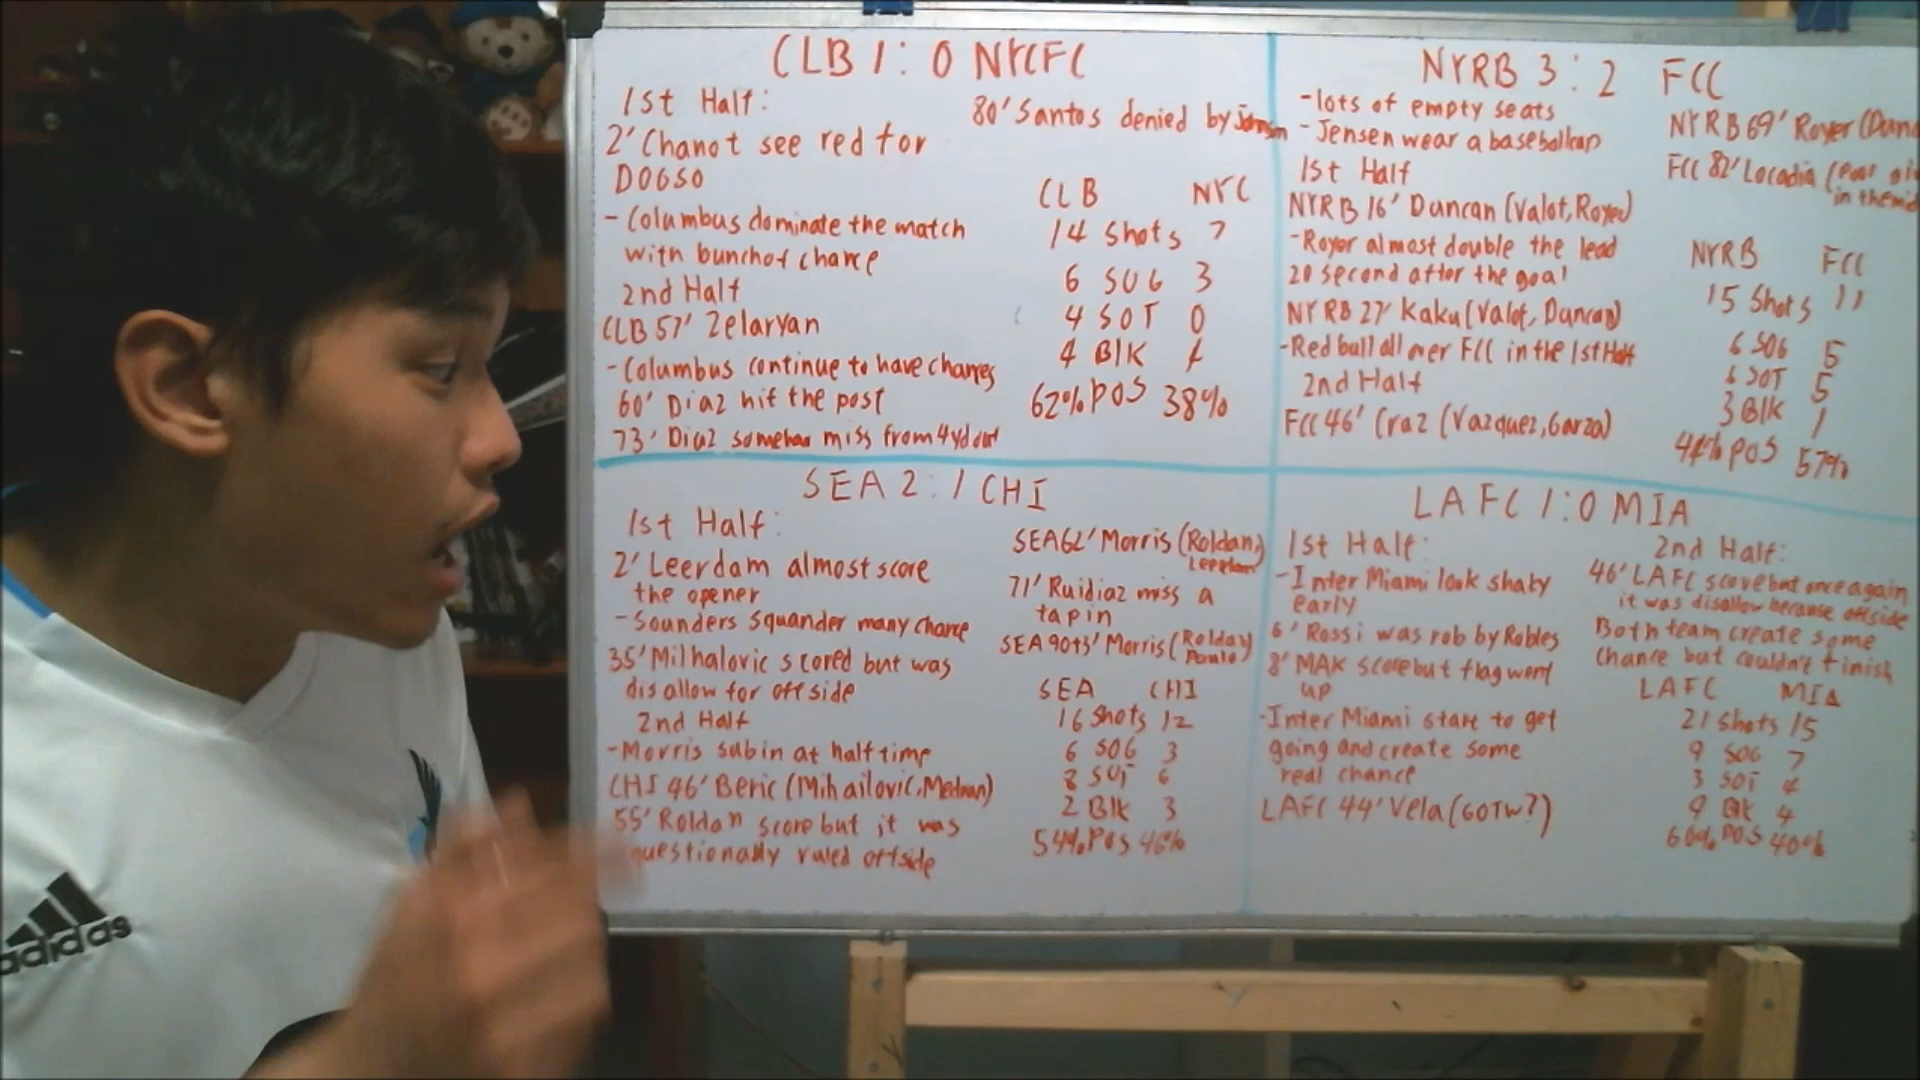 CLB 1 : 0 NYCFC
1st Half:
2' Chanot see red for
DOGSO
- Columbus dominate the match
with bunch of chance
2nd Half
CLB 57' Zelaryan
- Columbus continue to have chances
60' Diaz hit the post
73' Diaz somehow miss from 4yd out
80' Santos denied by
CLB NYC
14 Shots 7
6 SOG 3
4 SOT 0
4 Blk 4
62% POS 38%
NYRB 3 : 2 FCC
- lots of empty seats
- Jensen wear a baseball cap
1st Half
NYRB 16' Duncan (Valot, Royer)
- Royer almost double the lead
20 second after the goal
NYRB 27' Kaku (Valot, Duncan)
- Red bull all over FCC in the 1st Half
2nd Half
FCC 46' Cruz (Vazquez, Garza)
NYRB 69' Royer (Dun
FCC 82' Locadia (
in the mid
NYRB FCC
15 Shots 11
6 SOG 5
6 SOT 5
3 Blk 1
POS 57%
SEA 2 : 1 CHI
1st Half:
2' Leerdam almost score
the opener
- Sounders squander many chance
35' Milhalovic scored but was
disallow for offside
2nd Half
- Morris sub in at half time
CHI 46' Beric (Mihailovic, Medran)
55' Roldan score but it was
questionally ruled offside
SEA 62' Morris (Roldan,
Leerdam)
71' Ruidiaz miss a
tap in
SEA 90+3' Morris (Roldan,
Paulo)
SEA CHI
16 Shots 12
6 SOG 3
8 SOT 6
2 Blk 3
54% POS 46%
LAFC 1 : 0 MIA
1st Half:
- Inter Miami look shaky
early
6' Rossi was rob by Robles
8' MAK score but flag went
up
- Inter Miami start to get
going and create some
real chance
LAFC 44' Vela (GOTW?)
2nd Half:
46' LAFC score but once again
it was disallow because offside
Both team create some
chance but couldn't finish
LAFC MIA
21 Shots 15
9 SOG 7
3 SOT 4
9 Blk 4
60% POS 40%
adidas